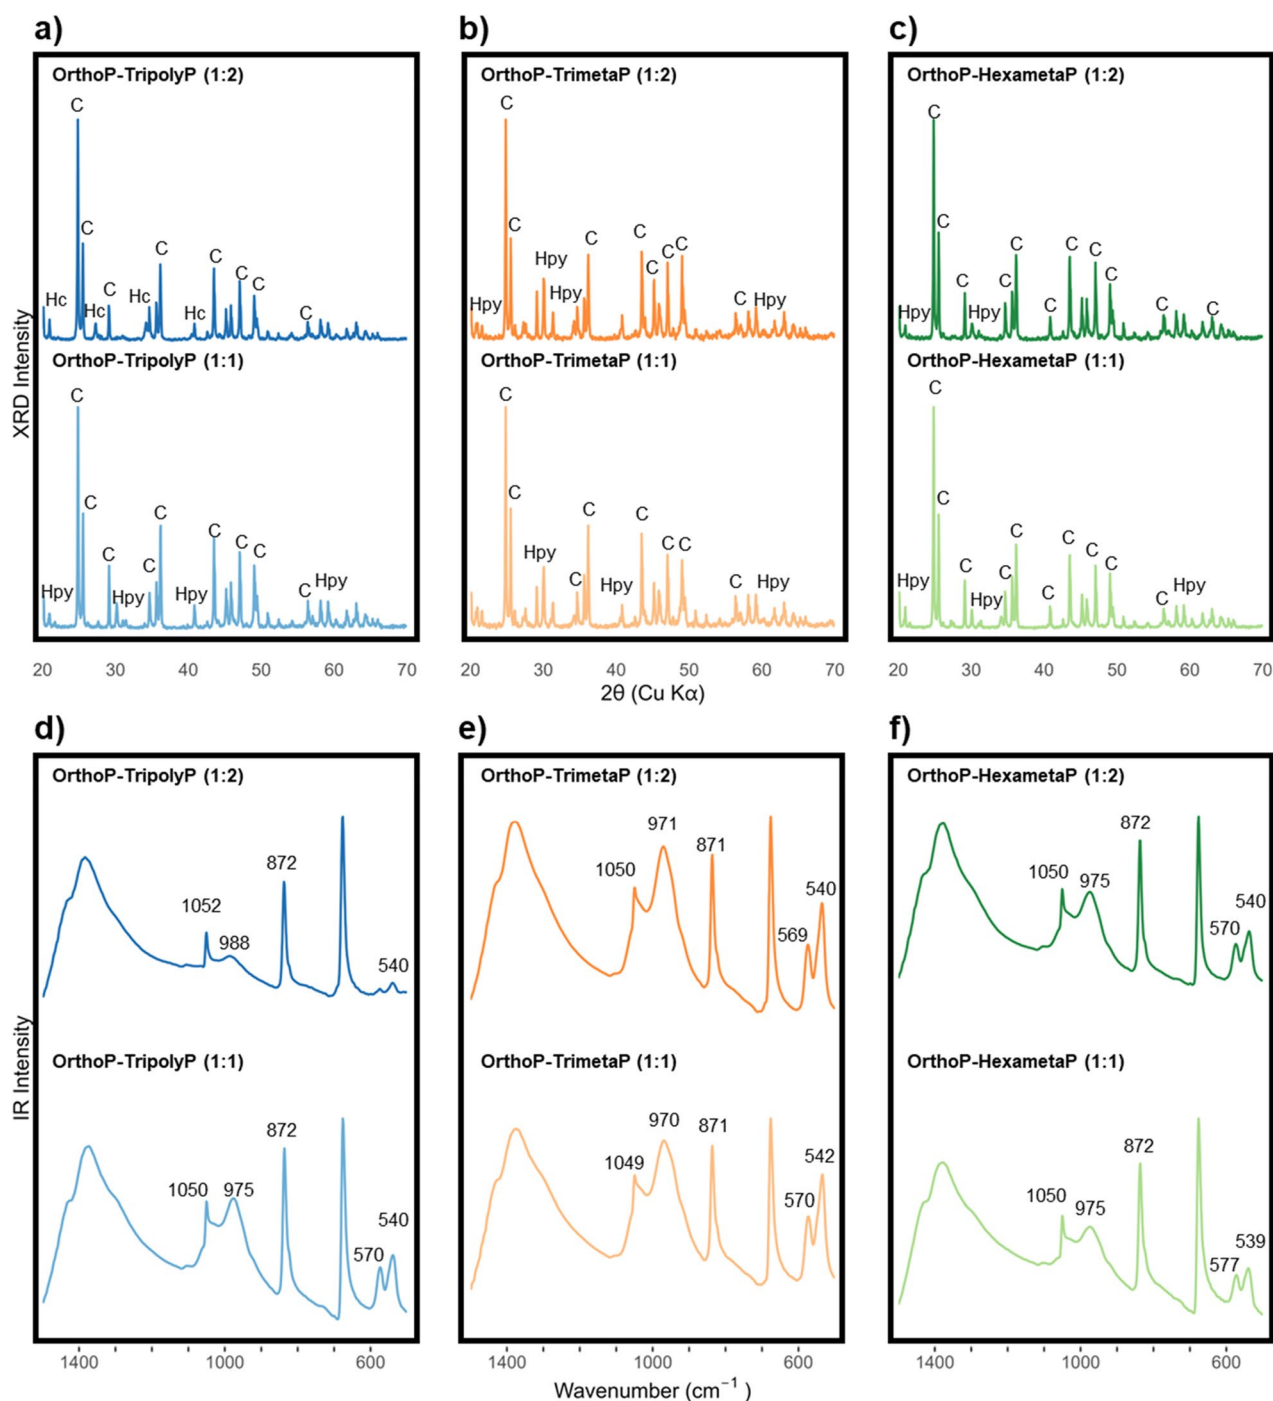 a)
b)
c)
OrthoP-TripolyP (1:2)
OrthoP-TrimetaP (1:2)
OrthoP-HexametaP (1:2)
C
C
C
C
C
C
C
C
Hc
Hc
Hc
Hc
C
C
C
C
C
C
C
C
Hpy
Hpy
Hpy
Hpy
C
C
C
C
C
C
C
C
C
C
C
Hpy
Hpy
OrthoP-TripolyP (1:1)
OrthoP-TrimetaP (1:1)
OrthoP-HexametaP (1:1)
C
C
C
C
C
C
C
C
C
Hpy
Hpy
Hpy
Hpy
C
C
C
C
C
C
C
C
Hpy
Hpy
Hpy
C
C
C
C
C
C
C
C
C
C
Hpy
Hpy
Hpy
XRD Intensity
20 30 40 50 60 70
20 30 40 50 60 70
20 30 40 50 60 70
2θ (Cu Kα)
d)
e)
f)
OrthoP-TripolyP (1:2)
1052
988
872
540
OrthoP-TrimetaP (1:2)
1050
971
871
569
540
OrthoP-HexametaP (1:2)
1050
975
872
570
540
OrthoP-TripolyP (1:1)
1050
975
872
570
540
OrthoP-TrimetaP (1:1)
1049
970
871
570
542
OrthoP-HexametaP (1:1)
1050
975
872
577
539
IR Intensity
1400 1000 600
1400 1000 600
1400 1000 600
Wavenumber (cm⁻¹ )